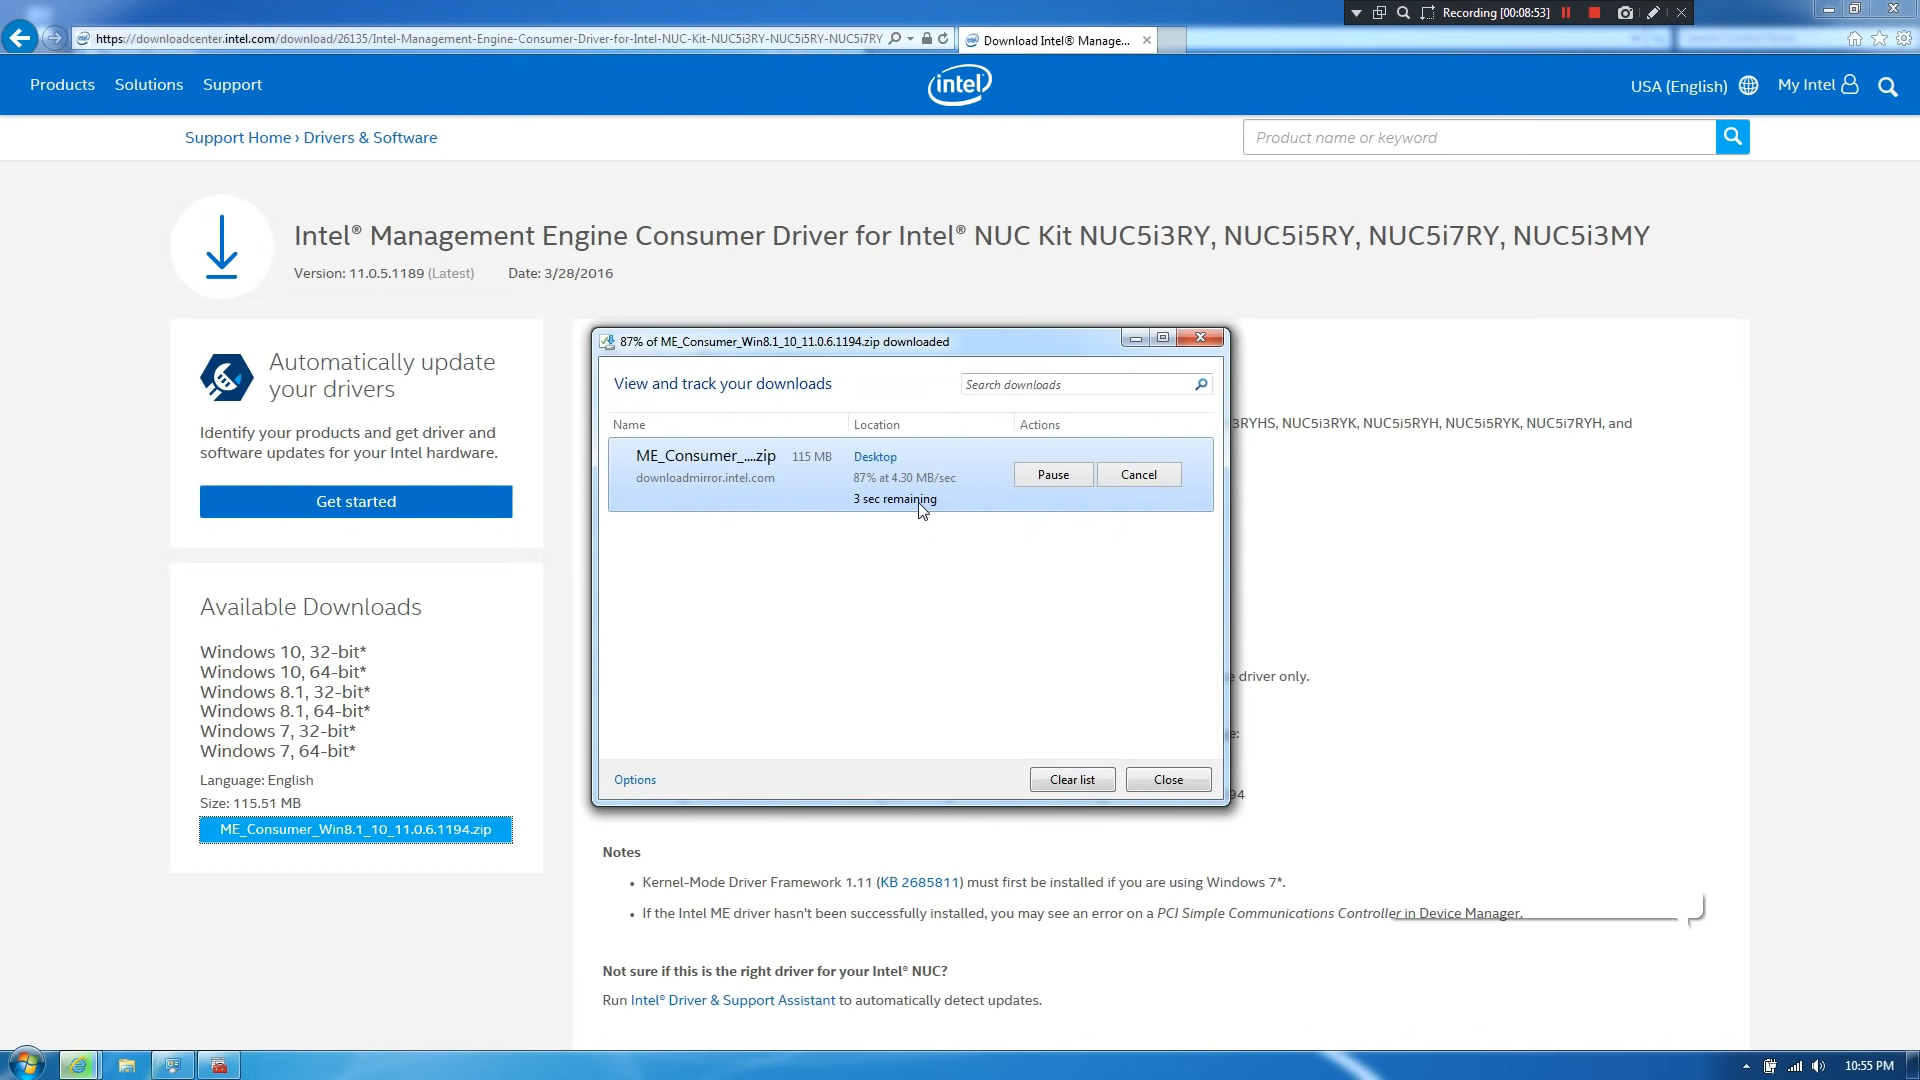 Recording [00:08:53]
https://downloadcenter.intel.com/download/26135/Intel-Management-Engine-Consumer-Driver-for-Intel-NUC-Kit-NUC5i3RY-NUC5i5RY-NUC5i7RY
Download Intel® Manage...
Products Solutions Support
intel
USA (English) My Intel
Support Home › Drivers & Software
Product name or keyword
Intel® Management Engine Consumer Driver for Intel® NUC Kit NUC5i3RY, NUC5i5RY, NUC5i7RY, NUC5i3MY
Version: 11.0.5.1189 (Latest) Date: 3/28/2016
Automatically update
your drivers
Identify your products and get driver and
software updates for your Intel hardware.
Get started
Available Downloads
Windows 10, 32-bit*
Windows 10, 64-bit*
Windows 8.1, 32-bit*
Windows 8.1, 64-bit*
Windows 7, 32-bit*
Windows 7, 64-bit*
Language: English
Size: 115.51 MB
ME_Consumer_Win8.1_10_11.0.6.1194.zip
87% of ME_Consumer_Win8.1_10_11.0.6.1194.zip downloaded
View and track your downloads
Search downloads
Name Location Actions
ME_Consumer_....zip 115 MB Desktop
downloadmirror.intel.com 87% at 4.30 MB/sec
3 sec remaining
Pause Cancel
Options Clear list Close
3RYHS, NUC5i3RYK, NUC5i5RYH, NUC5i5RYK, NUC5i7RYH, and
e driver only.
e:
94
Notes
• Kernel-Mode Driver Framework 1.11 (KB 2685811) must first be installed if you are using Windows 7*.
• If the Intel ME driver hasn't been successfully installed, you may see an error on a PCI Simple Communications Controller in Device Manager.
Not sure if this is the right driver for your Intel® NUC?
Run Intel® Driver & Support Assistant to automatically detect updates.
10:55 PM